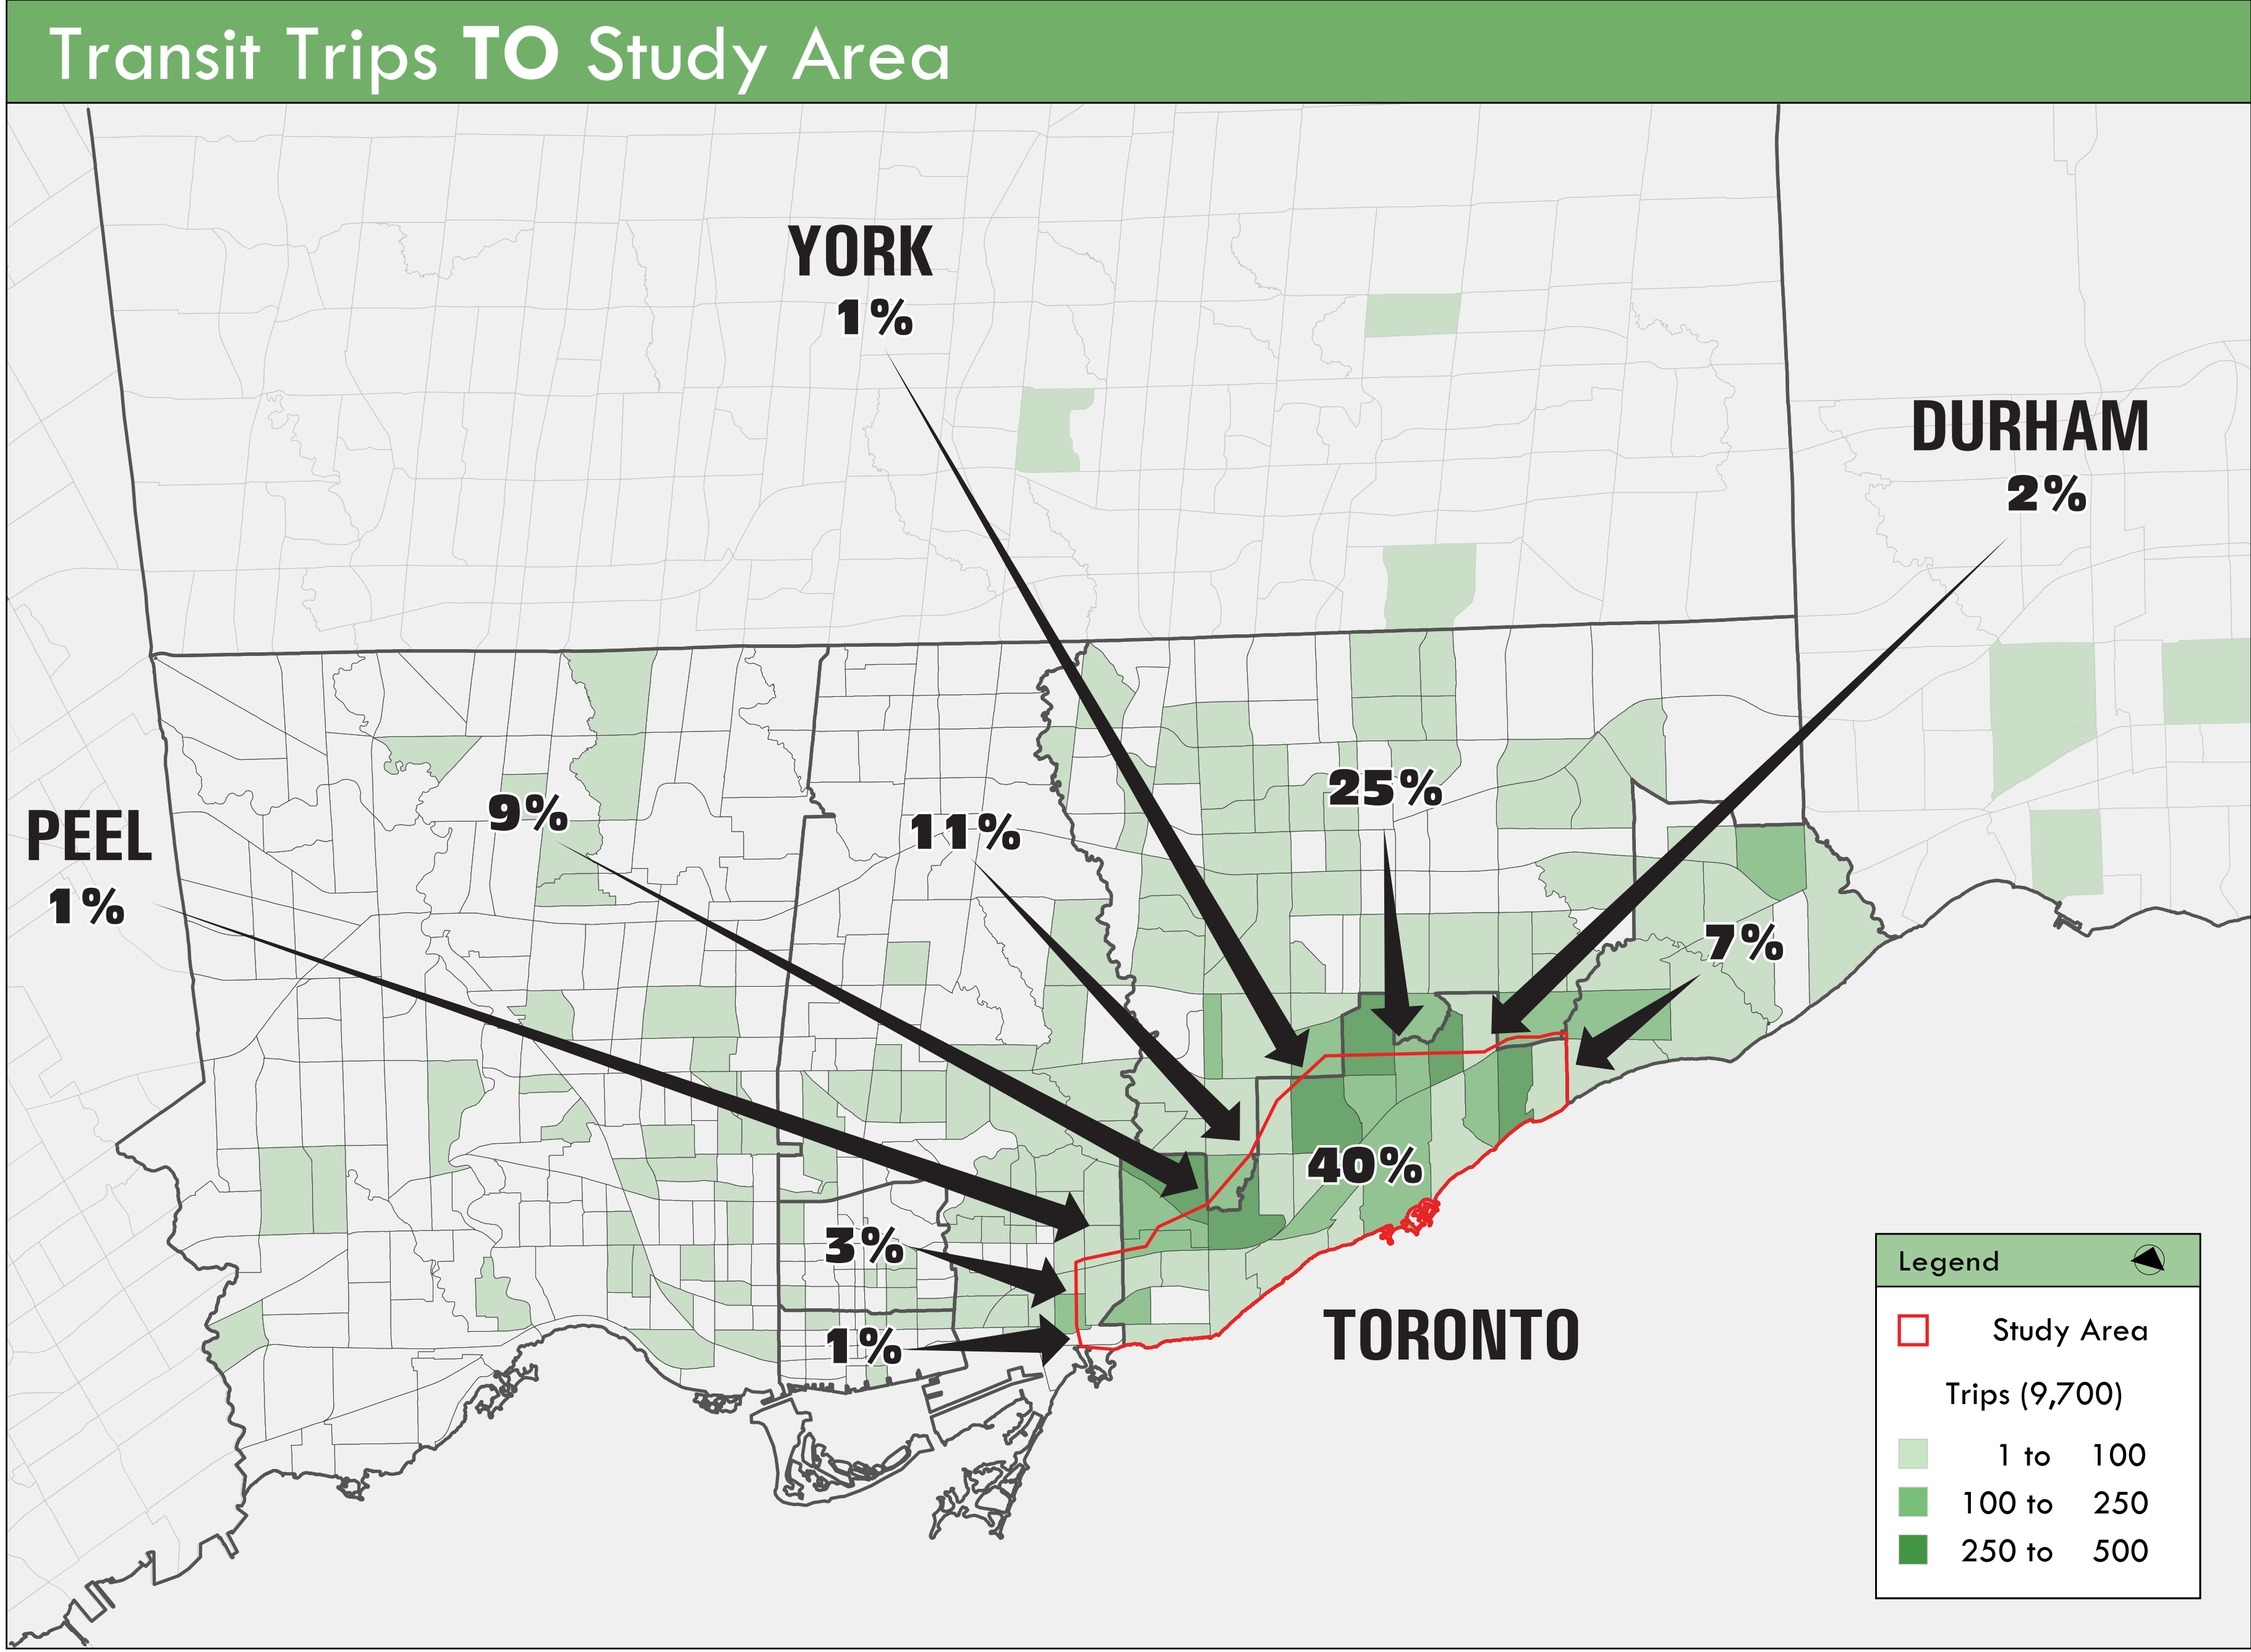 Transit Trips TO Study Area
YORK
1%
DURHAM
2%
25%
9%
11%
PEEL
1%
7%
40%
3%
1%
TORONTO
Legend
Study Area
Trips (9,700)
1 to 100
100 to 250
250 to 500